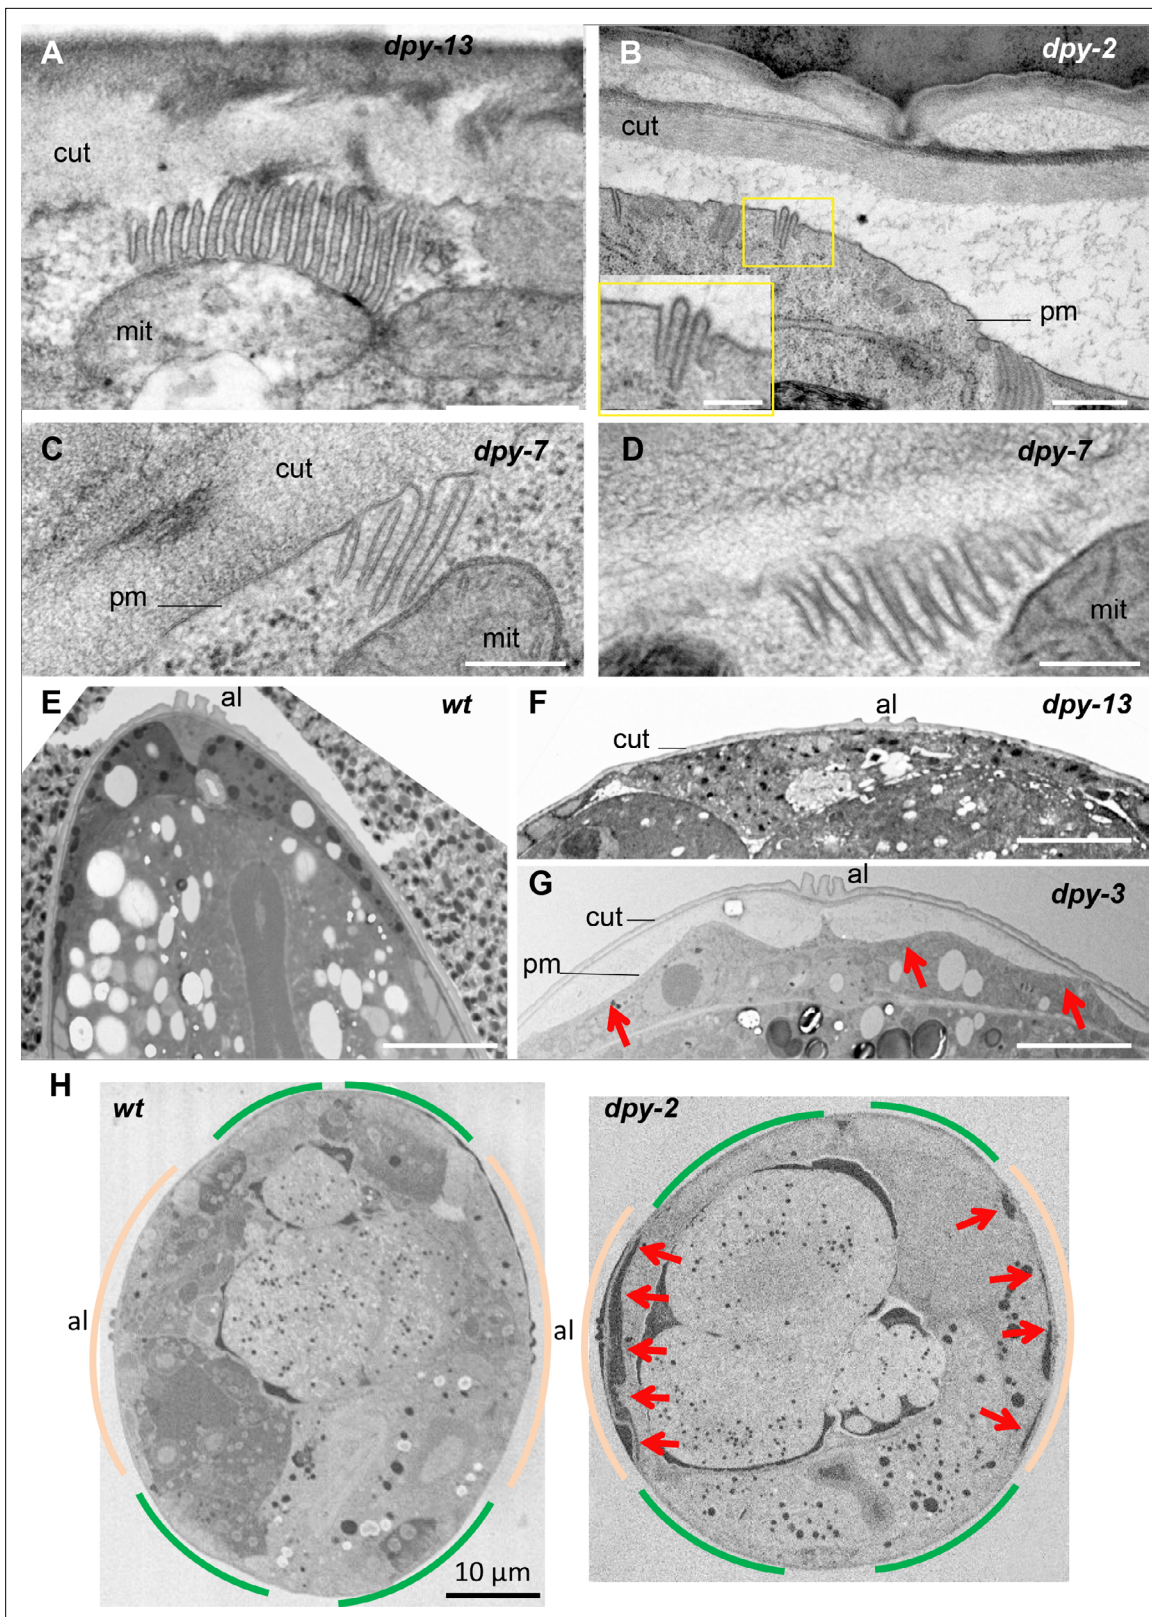 A
dpy-13
cut
mit
B
dpy-2
cut
pm
C
dpy-7
cut
pm
mit
D
dpy-7
mit
E
al
wt
F
al
dpy-13
cut
G
al
dpy-3
cut
pm
H
wt
al
10 µm
dpy-2
al